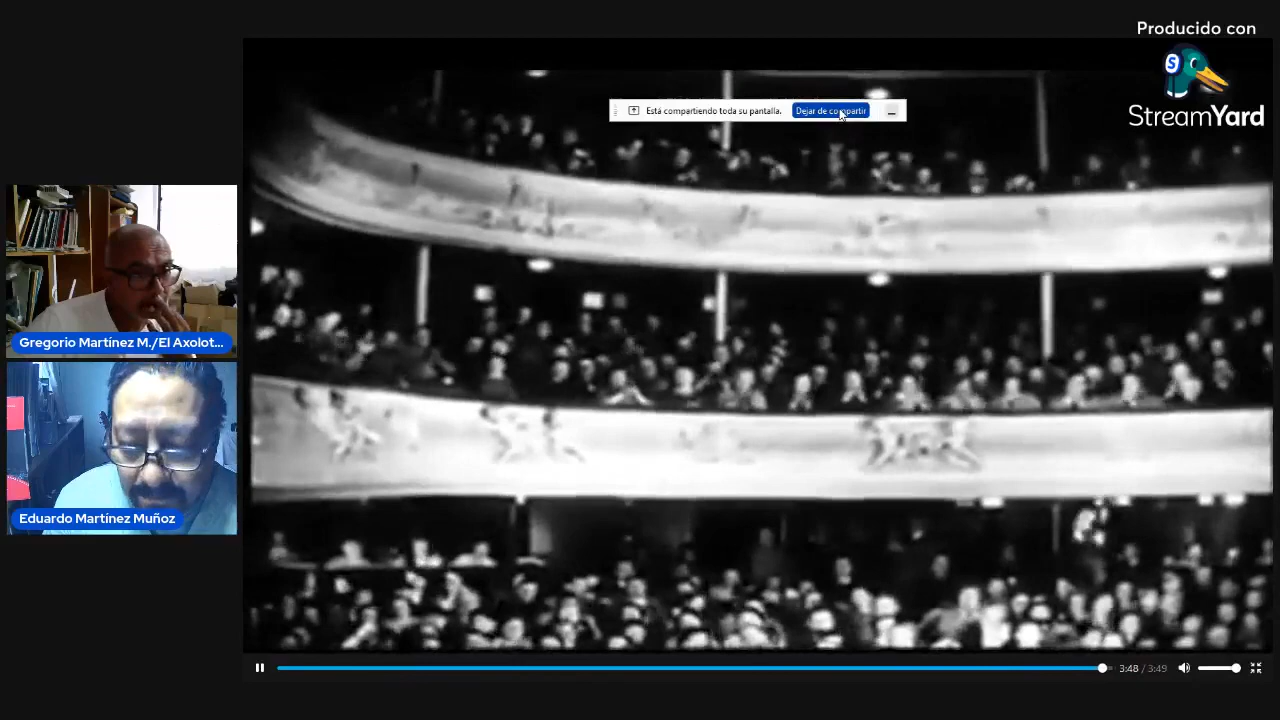 Producido con
StreamYard
Está compartiendo toda su pantalla. Dejar de compartir
Gregorio Martínez M./El Axolot...
Eduardo Martínez Muñoz
3:48 / 3:49